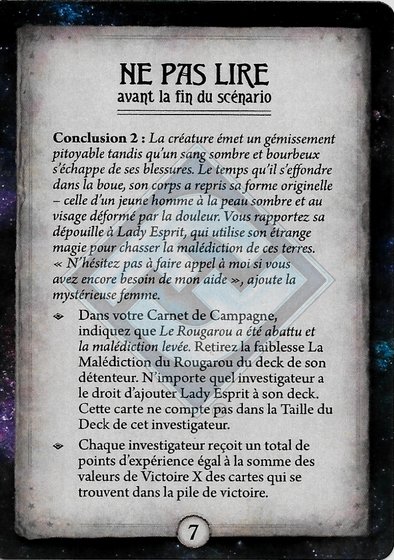 NE PAS LIRE
avant la fin du scénario
Conclusion 2 : La créature émet un gémissement
pitoyable tandis qu'un sang sombre et bourbeux
s'échappe de ses blessures. Le temps qu'il s'effondre
dans la boue, son corps a repris sa forme originelle
– celle d'un jeune homme à la peau sombre et au
visage déformé par la douleur. Vous rapportez sa
dépouille à Lady Esprit, qui utilise son étrange
magie pour chasser la malédiction de ces terres.
« N'hésitez pas à faire appel à moi si vous
avez encore besoin de mon aide », ajoute la
mystérieuse femme.
Dans votre Carnet de Campagne,
indiquez que Le Rougarou a été abattu et
la malédiction levée. Retirez la faiblesse La
Malédiction du Rougarou du deck de son
détenteur. N'importe quel investigateur a
le droit d'ajouter Lady Esprit à son deck.
Cette carte ne compte pas dans la Taille du
Deck de cet investigateur.
Chaque investigateur reçoit un total de
points d'expérience égal à la somme des
valeurs de Victoire X des cartes qui se
trouvent dans la pile de victoire.
7